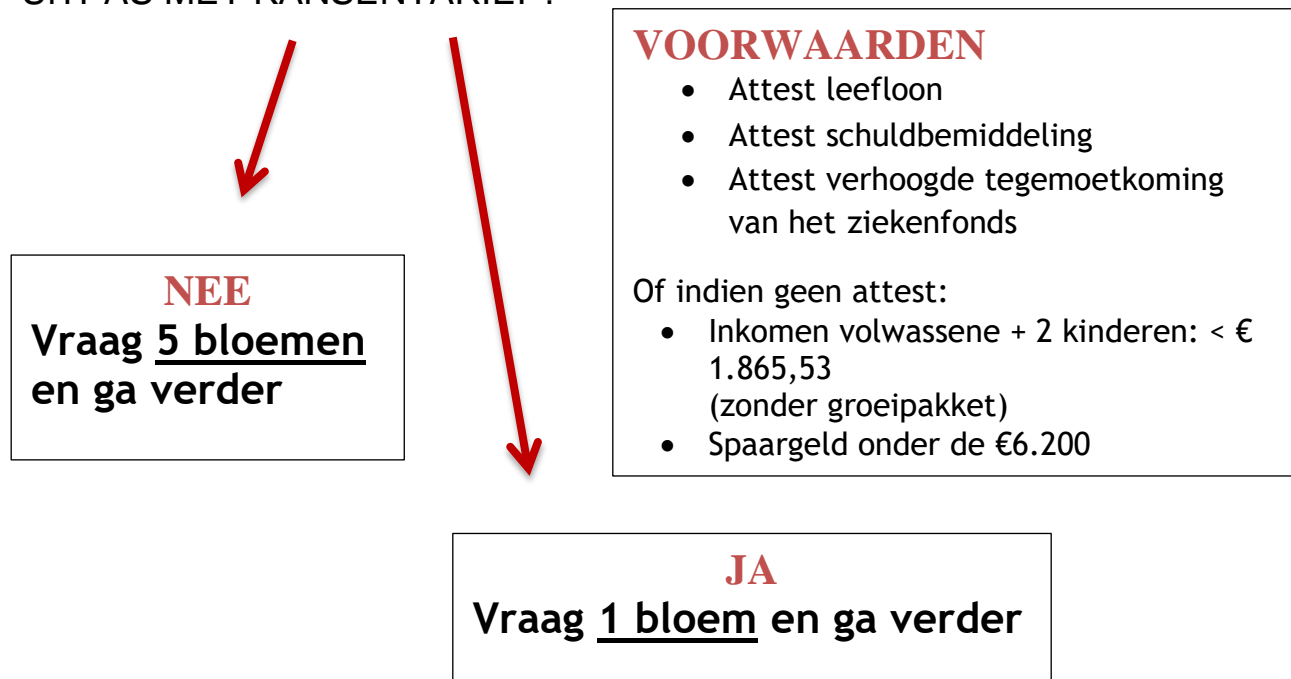 VOORWAARDEN
• Attest leefloon
• Attest schuldbemiddeling
• Attest verhoogde tegemoetkoming
van het ziekenfonds
Of indien geen attest:
• Inkomen volwassene + 2 kinderen: < €
1.865,53
(zonder groeipakket)
• Spaargeld onder de €6.200
NEE
Vraag 5 bloemen
en ga verder
JA
Vraag 1 bloem en ga verder